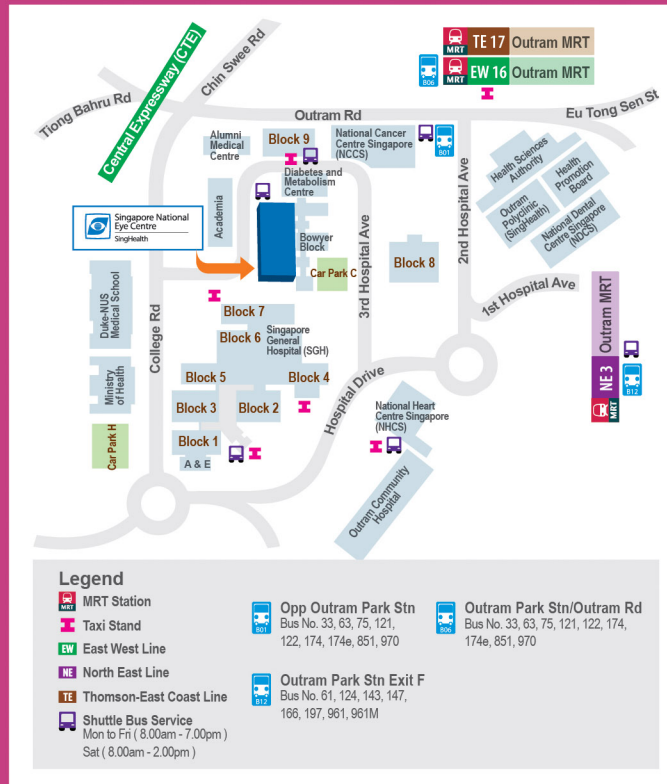 TE 17 Outram MRT
MRT
EW 16 Outram MRT
MRT
B06
Central Expressway (CTE)
Chin Swee Rd
Tiong Bahru Rd
Outram Rd
Eu Tong Sen St
Alumni
Medical
Centre
Block 9
National Cancer
Centre Singapore
(NCCS)
B01
Health Sciences
Authority
Health
Promotion
Board
Outram
Polyclinic
(SingHealth)
National Dental
Centre Singapore
(NDCS)
Diabetes and
Metabolism
Centre
Academia
Singapore National
Eye Centre
SingHealth
Bowyer
Block
Car Park C
3rd Hospital Ave
Block 8
2nd Hospital Ave
1st Hospital Ave
Outram MRT
NE 3
B12
MRT
Duke-NUS
Medical School
College Rd
Block 7
Block 6
Singapore
General
Hospital (SGH)
Block 5
Block 4
Ministry
of Health
Block 3
Block 2
Hospital Drive
National Heart
Centre Singapore
(NHCS)
Car Park H
Block 1
A & E
Outram Community
Hospital
Legend
MRT
MRT Station
Taxi Stand
EW East West Line
NE North East Line
TE Thomson-East Coast Line
Shuttle Bus Service
Mon to Fri ( 8.00am - 7.00pm )
Sat ( 8.00am - 2.00pm )
B01
Opp Outram Park Stn
Bus No. 33, 63, 75, 121,
122, 174, 174e, 851, 970
B12
Outram Park Stn Exit F
Bus No. 61, 124, 143, 147,
166, 197, 961, 961M
B06
Outram Park Stn/Outram Rd
Bus No. 33, 63, 75, 121, 122, 174,
174e, 851, 970